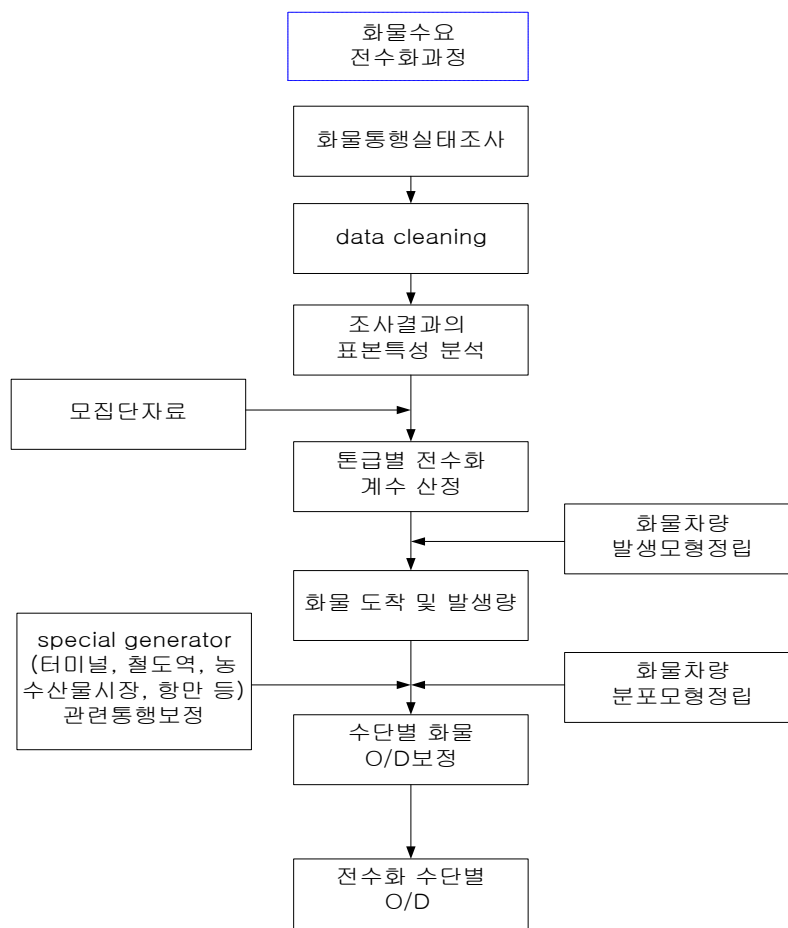 화물수요
전수화과정
화물통행실태조사
data cleaning
조사결과의
표본특성 분석
모집단자료
톤급별 전수화
계수 산정
화물차량
발생모형정립
화물 도착 및 발생량
special generator
(터미널, 철도역, 농
수산물시장, 항만 등)
관련통행보정
화물차량
분포모형정립
수단별 화물
O/D보정
전수화 수단별
O/D